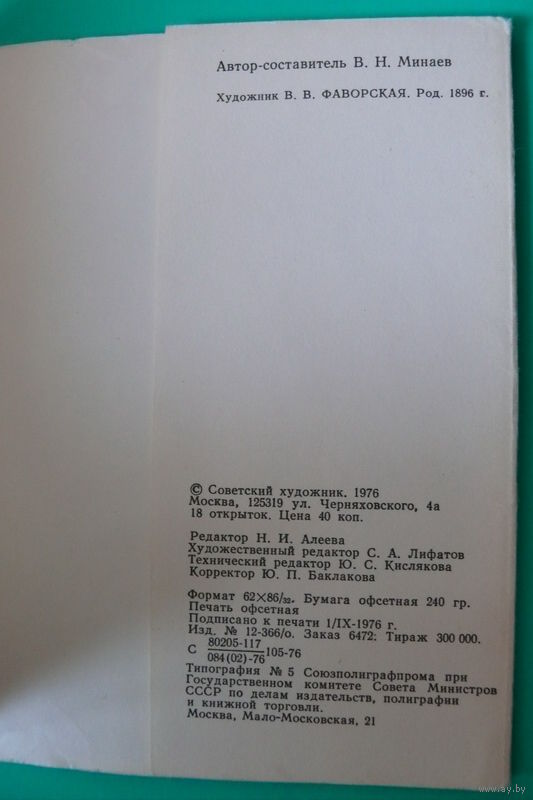 Автор-составитель В. Н. Минаев
Художник В. В. ФАВОРСКАЯ. Род. 1896 г.
© Советский художник. 1976
Москва, 125319 ул. Черняховского, 4а
18 открыток. Цена 40 коп.
Редактор Н. И. Алеева
Художественный редактор С. А. Лифатов
Технический редактор Ю. С. Кислякова
Корректор Ю. П. Баклакова
Формат 62×86/32. Бумага офсетная 240 гр.
Печать офсетная
Подписано к печати 1/IX-1976 г.
Изд. № 12-366/о. Заказ 6472: Тираж 300 000.
С 80205-117/084(02)-76 105-76
Типография № 5 Союзполиграфпрома при
Государственном комитете Совета Министров
СССР по делам издательств, полиграфии
и книжной торговли.
Москва, Мало-Московская, 21
www.ay.by